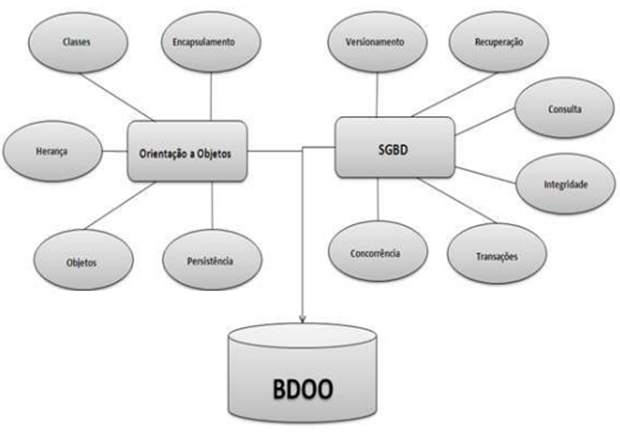 Classes
Encapsulamento
Versionamento
Recuperação
Consulta
Herança
Orientação a Objetos
SGBD
Integridade
Objetos
Persistência
Concorrência
Transações
BDOO